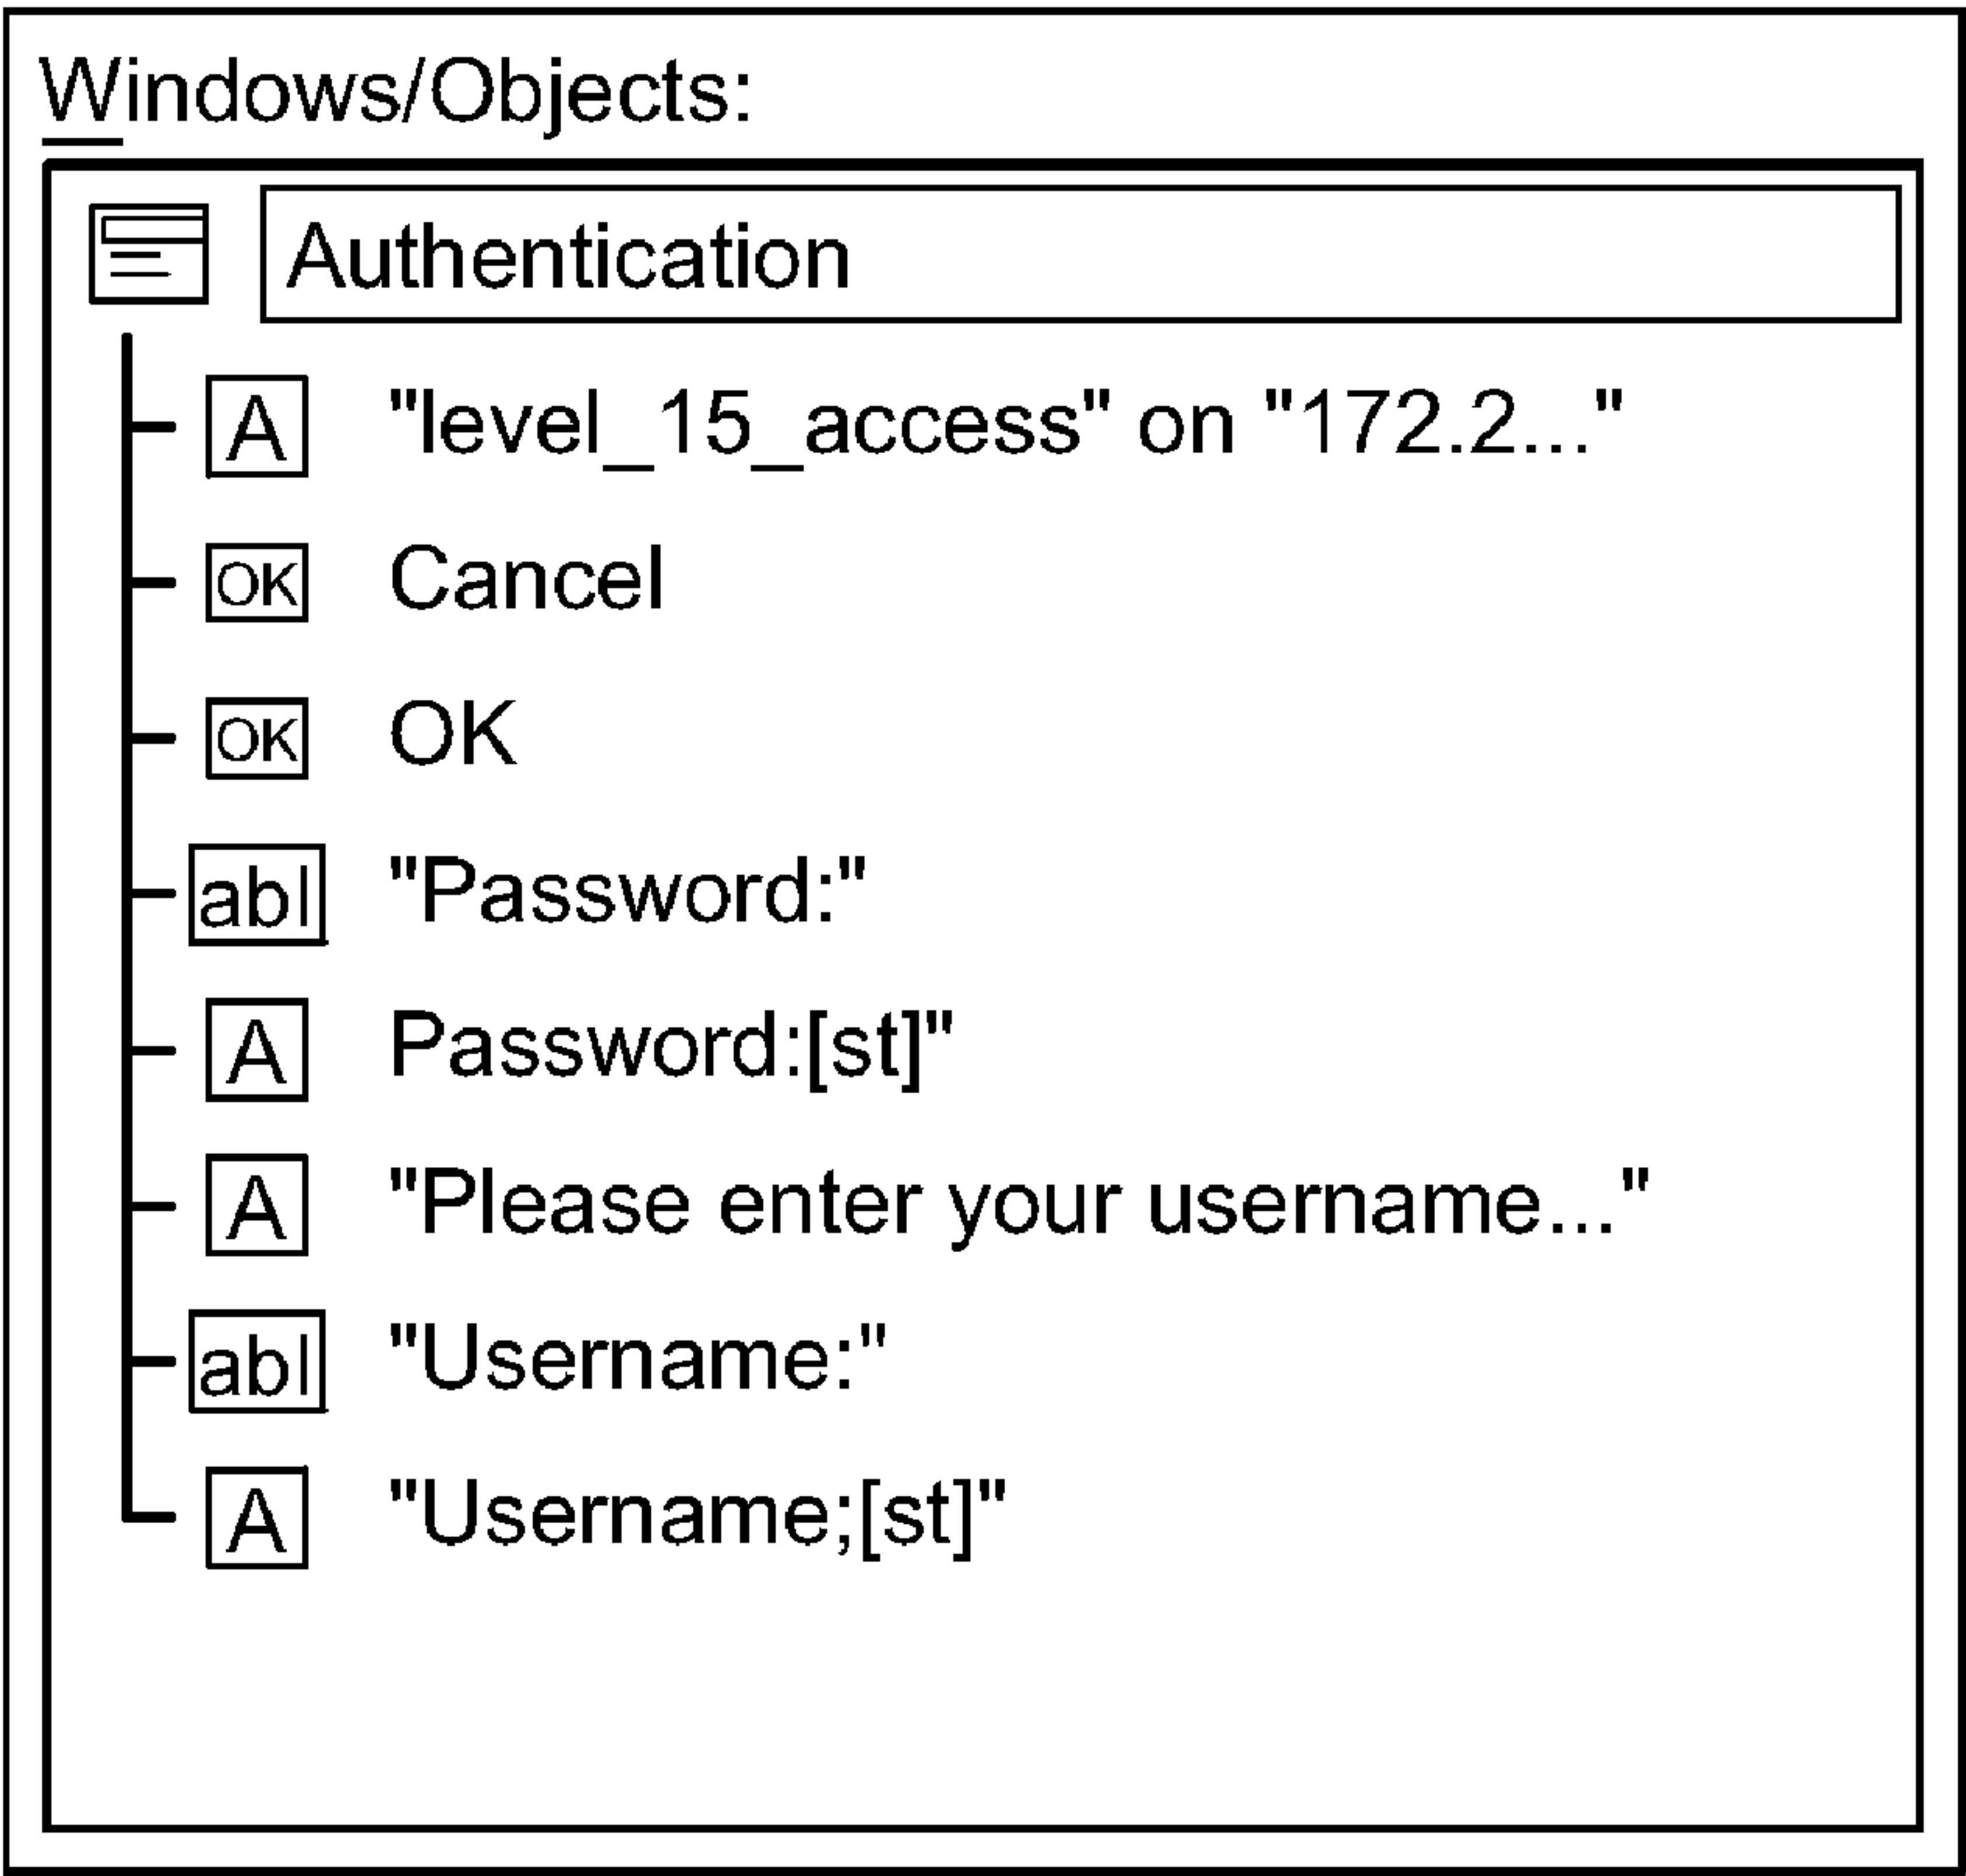 Windows/Objects:
Authentication
A "level_15_access" on "172.2..."
OK Cancel
OK OK
abl "Password:"
A Password:[st]"
A "Please enter your username..."
abl "Username:"
A "Username;[st]"